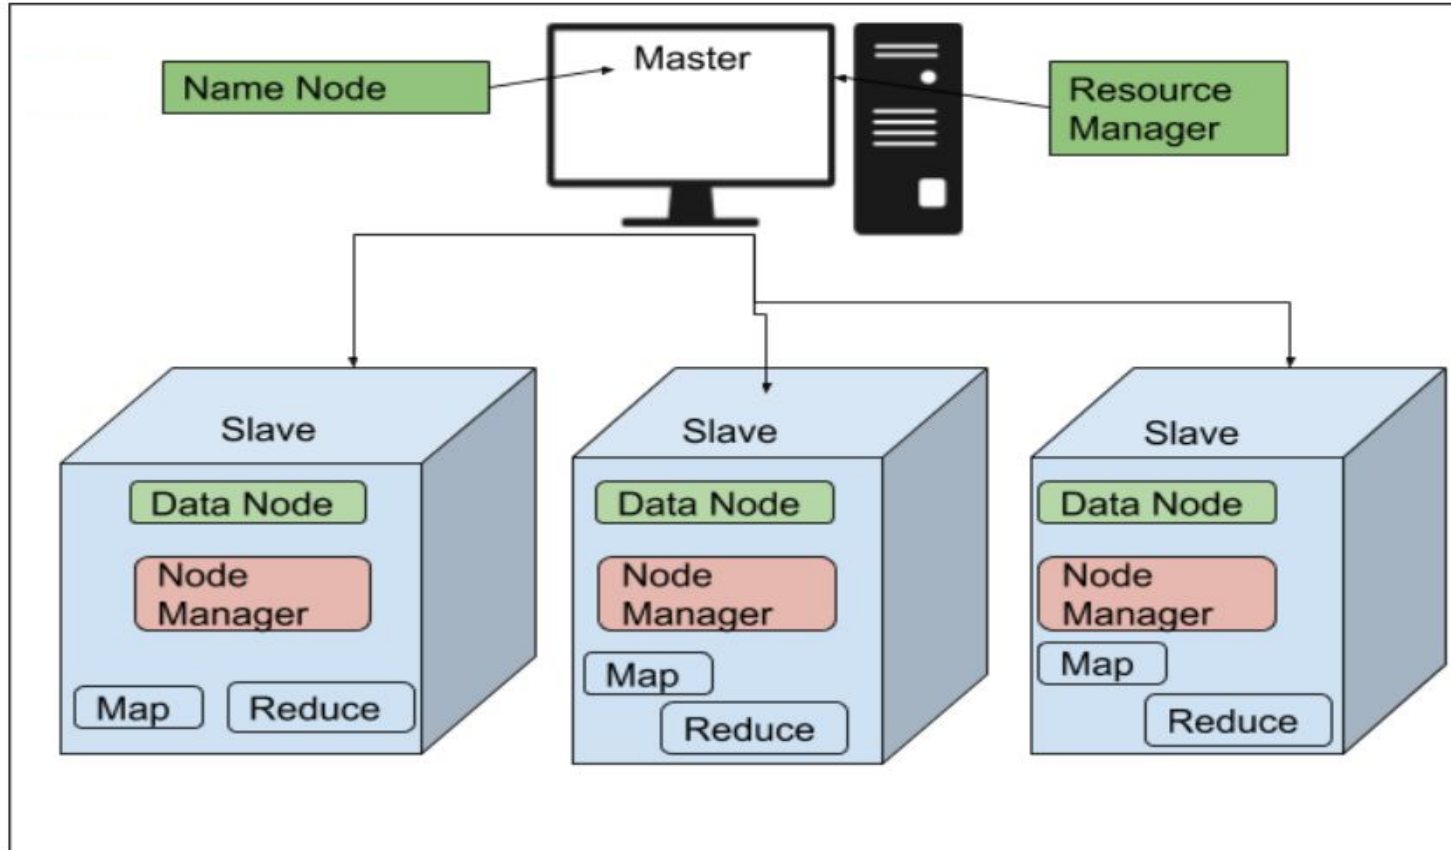 Master
Name Node
Resource
Manager
Slave
Data Node
Node
Manager
Map
Reduce
Slave
Data Node
Node
Manager
Map
Reduce
Slave
Data Node
Node
Manager
Map
Reduce